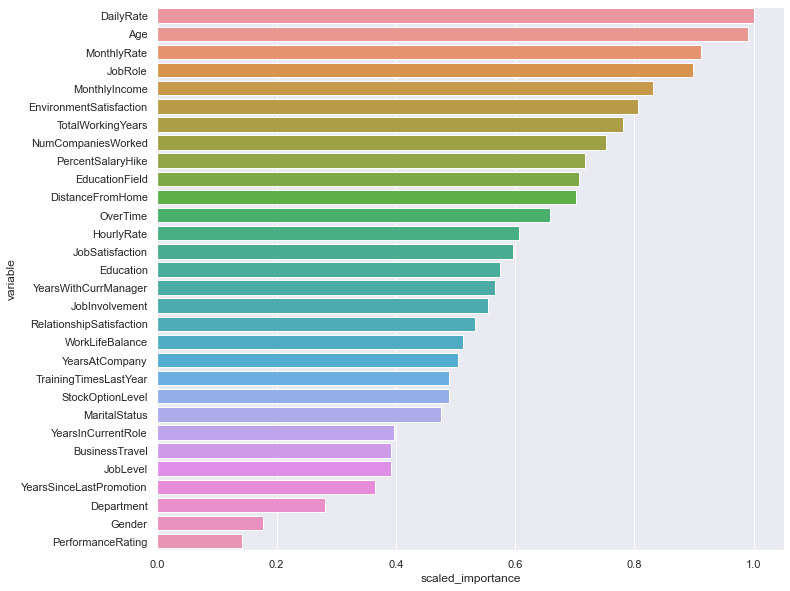 DailyRate
Age
MonthlyRate
JobRole
MonthlyIncome
EnvironmentSatisfaction
TotalWorkingYears
NumCompaniesWorked
PercentSalaryHike
EducationField
DistanceFromHome
OverTime
HourlyRate
JobSatisfaction
Education
YearsWithCurrManager
JobInvolvement
RelationshipSatisfaction
WorkLifeBalance
YearsAtCompany
TrainingTimesLastYear
StockOptionLevel
MaritalStatus
YearsInCurrentRole
BusinessTravel
JobLevel
YearsSinceLastPromotion
Department
Gender
PerformanceRating
variable
0.0 0.2 0.4 0.6 0.8 1.0
scaled_importance